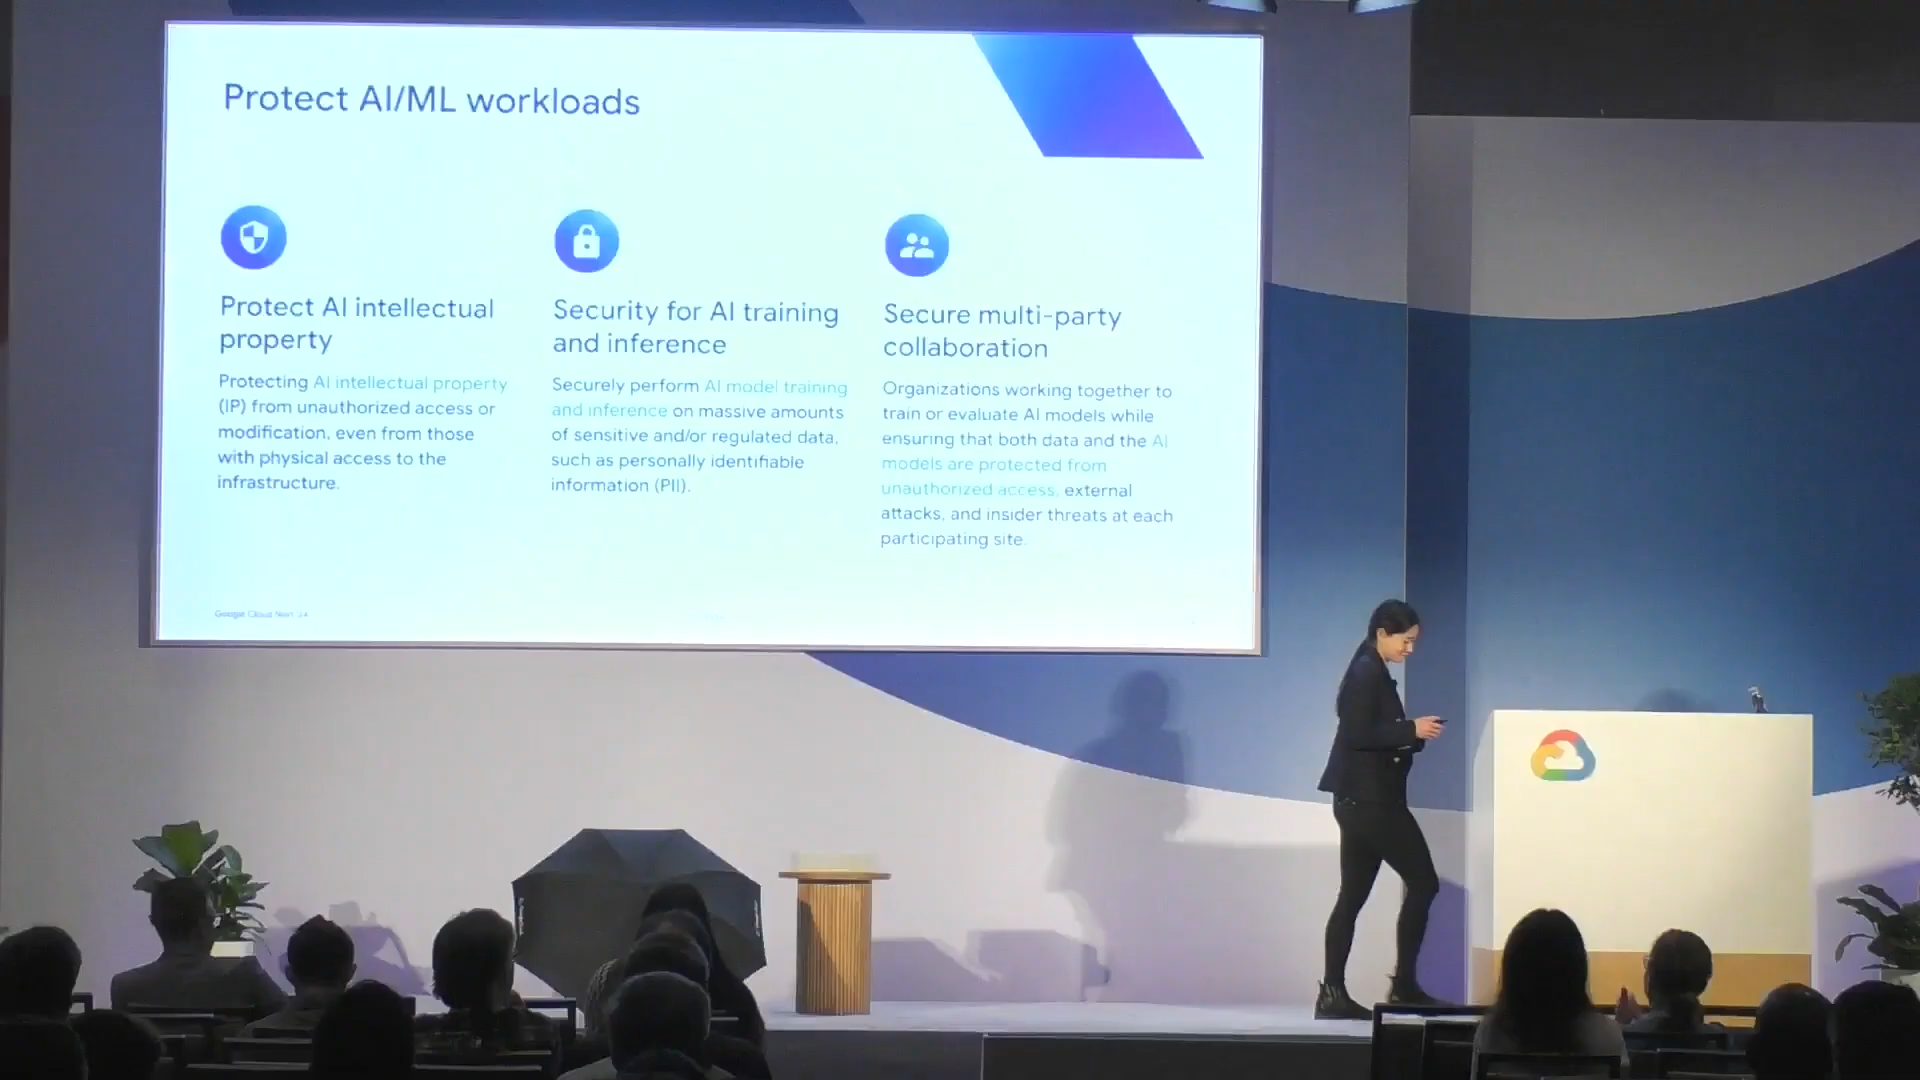 Protect AI/ML workloads
Protect AI intellectual
property
Protecting AI intellectual property
(IP) from unauthorized access or
modification, even from those
with physical access to the
infrastructure.
Security for AI training
and inference
Securely perform AI model training
and inference on massive amounts
of sensitive and/or regulated data,
such as personally identifiable
information (PII).
Secure multi-party
collaboration
Organizations working together to
train or evaluate AI models while
ensuring that both data and the AI
models are protected from
unauthorized access, external
attacks, and insider threats at each
participating site.
Google Cloud Next